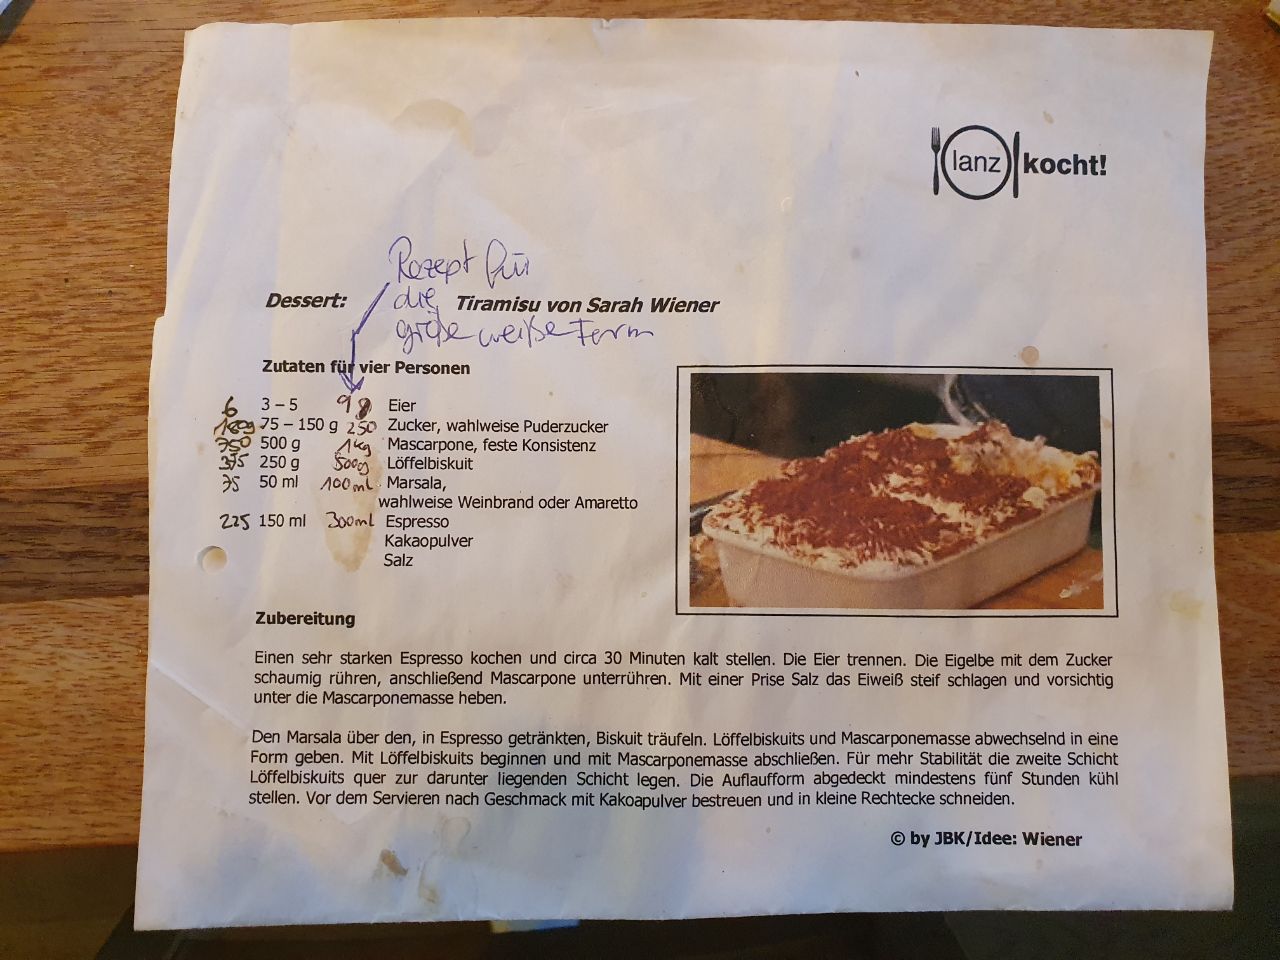 lanz kocht!
Rezept für
die
große weiße Form
Dessert: Tiramisu von Sarah Wiener
Zutaten für vier Personen
6 3 – 5 Eier
75 – 150 g 250 Zucker, wahlweise Puderzucker
750 500 g 1kg Mascarpone, feste Konsistenz
375 250 g 500g Löffelbiskuit
75 50 ml 100ml Marsala,
wahlweise Weinbrand oder Amaretto
225 150 ml 300ml Espresso
Kakaopulver
Salz
Zubereitung
Einen sehr starken Espresso kochen und circa 30 Minuten kalt stellen. Die Eier trennen. Die Eigelbe mit dem Zucker
schaumig rühren, anschließend Mascarpone unterrühren. Mit einer Prise Salz das Eiweiß steif schlagen und vorsichtig
unter die Mascarponemasse heben.
Den Marsala über den, in Espresso getränkten, Biskuit träufeln. Löffelbiskuits und Mascarponemasse abwechselnd in eine
Form geben. Mit Löffelbiskuits beginnen und mit Mascarponemasse abschließen. Für mehr Stabilität die zweite Schicht
Löffelbiskuits quer zur darunter liegenden Schicht legen. Die Auflaufform abgedeckt mindestens fünf Stunden kühl
stellen. Vor dem Servieren nach Geschmack mit Kakoapulver bestreuen und in kleine Rechtecke schneiden.
© by JBK/Idee: Wiener